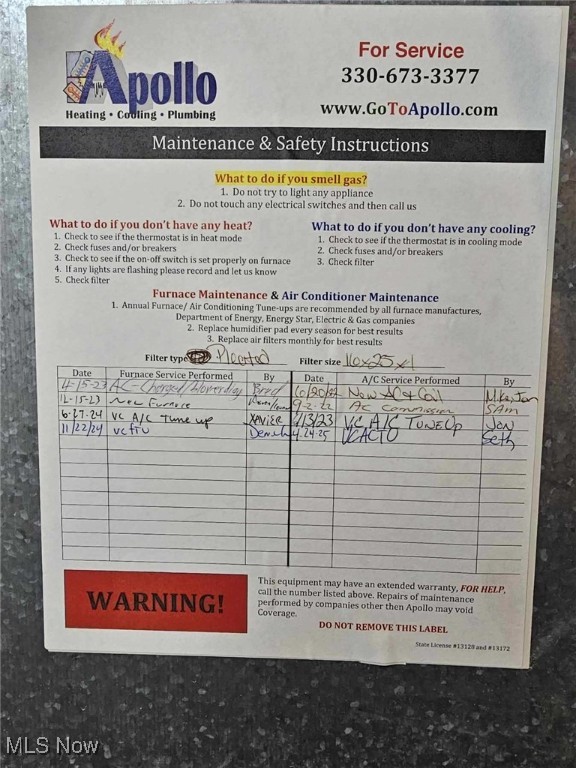 Apollo
Heating • Cooling • Plumbing
For Service
330-673-3377
www.GoToApollo.com
Maintenance & Safety Instructions
What to do if you smell gas?
1. Do not try to light any appliance
2. Do not touch any electrical switches and then call us
What to do if you don't have any heat?
1. Check to see if the thermostat is in heat mode
2. Check fuses and/or breakers
3. Check to see if the on-off switch is set properly on furnace
4. If any lights are flashing please record and let us know
5. Check filter
What to do if you don't have any cooling?
1. Check to see if the thermostat is in cooling mode
2. Check fuses and/or breakers
3. Check filter
Furnace Maintenance & Air Conditioner Maintenance
1. Annual Furnace/ Air Conditioning Tune-ups are recommended by all furnace manufactures,
Department of Energy, Energy Star, Electric & Gas companies
2. Replace humidifier pad every season for best results
3. Replace air filters monthly for best results
Filter type Pleated Filter size 16x25x1
Date Furnace Service Performed By Date A/C Service Performed By
4-15-23 AC - Brad New AC & Coil Mike, Jon
12-15-23 New Furnace 9-2-22 AC SAM
6-27-24 VC A/C Tune up XAVIER /13/23 VC A/C TUNE Up Jon
11/22/24 VCFTU 4.24.25 VCACTU Seth
WARNING!
This equipment may have an extended warranty, FOR HELP,
call the number listed above. Repairs of maintenance
performed by companies other then Apollo may void
Coverage.
DO NOT REMOVE THIS LABEL
State License #13128 and #13172
MLS Now